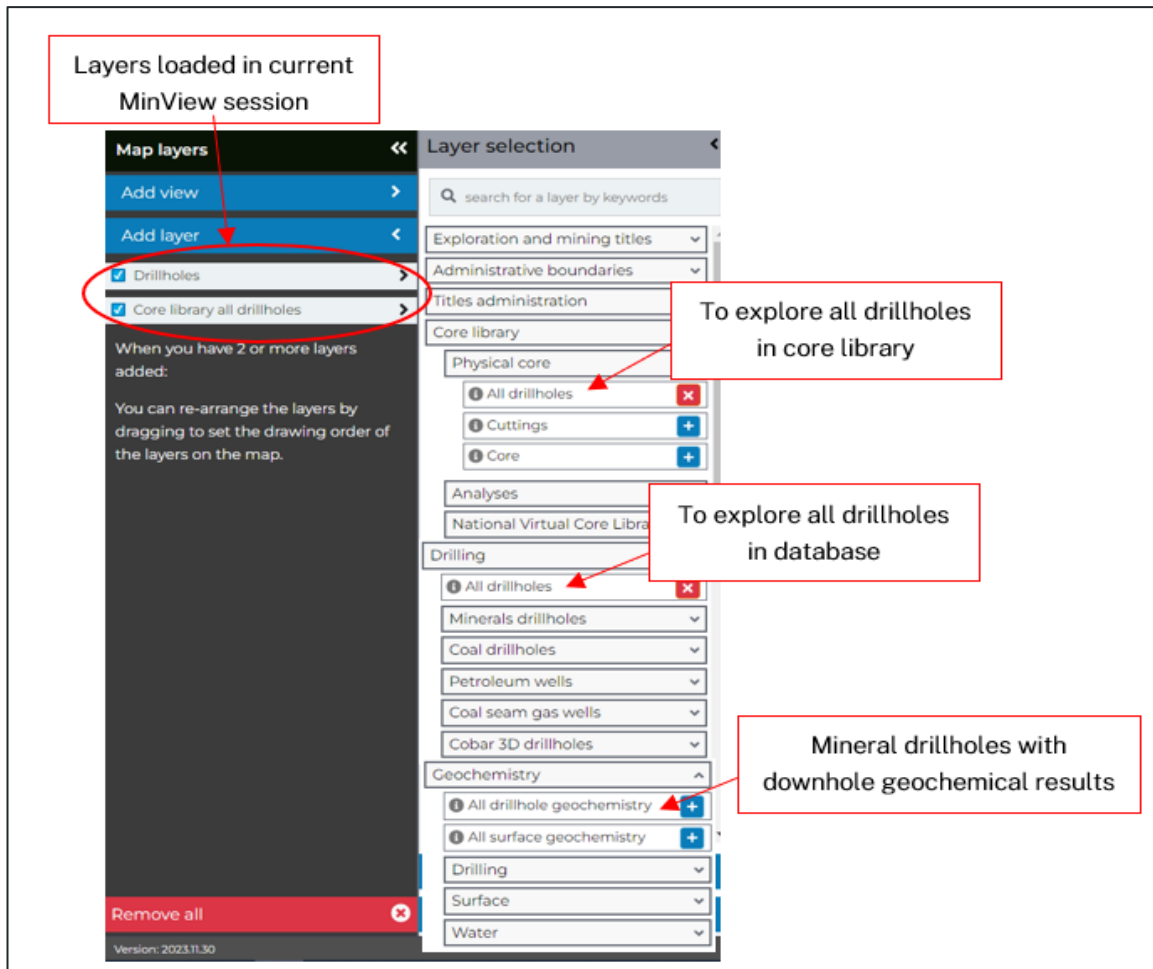 Layers loaded in current
MinView session
Map layers
Add view
Add layer
Drillholes
Core library all drillholes
When you have 2 or more layers
added:
You can re-arrange the layers by
dragging to set the drawing order of
the layers on the map.
Remove all
Version: 2023.11.30
Layer selection
search for a layer by keywords
Exploration and mining titles
Administrative boundaries
Titles administration
Core library
Physical core
All drillholes
Cuttings
Core
Analyses
National Virtual Core Libra
Drilling
All drillholes
Minerals drillholes
Coal drillholes
Petroleum wells
Coal seam gas wells
Cobar 3D drillholes
Geochemistry
All drillhole geochemistry
All surface geochemistry
Drilling
Surface
Water
To explore all drillholes
in core library
To explore all drillholes
in database
Mineral drillholes with
downhole geochemical results